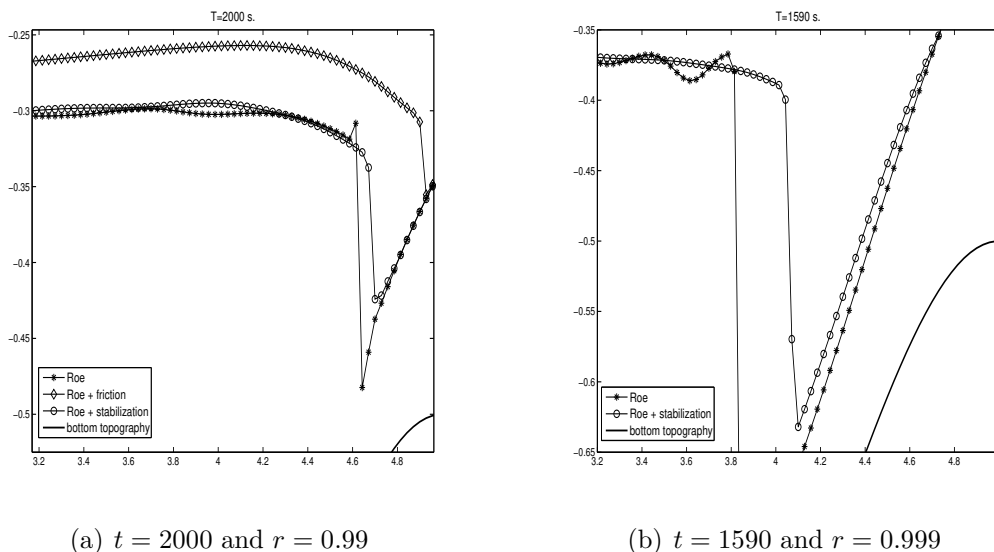 T=2000 s.
-0.25
-0.3
-0.35
-0.4
-0.45
-0.5
Roe
Roe + friction
Roe + stabilization
bottom topography
3.2 3.4 3.6 3.8 4 4.2 4.4 4.6 4.8
(a) t = 2000 and r = 0.99
T=1590 s.
-0.35
-0.4
-0.45
-0.5
-0.55
-0.6
-0.65
Roe
Roe + stabilization
bottom topography
3.2 3.4 3.6 3.8 4 4.2 4.4 4.6 4.8
(b) t = 1590 and r = 0.999